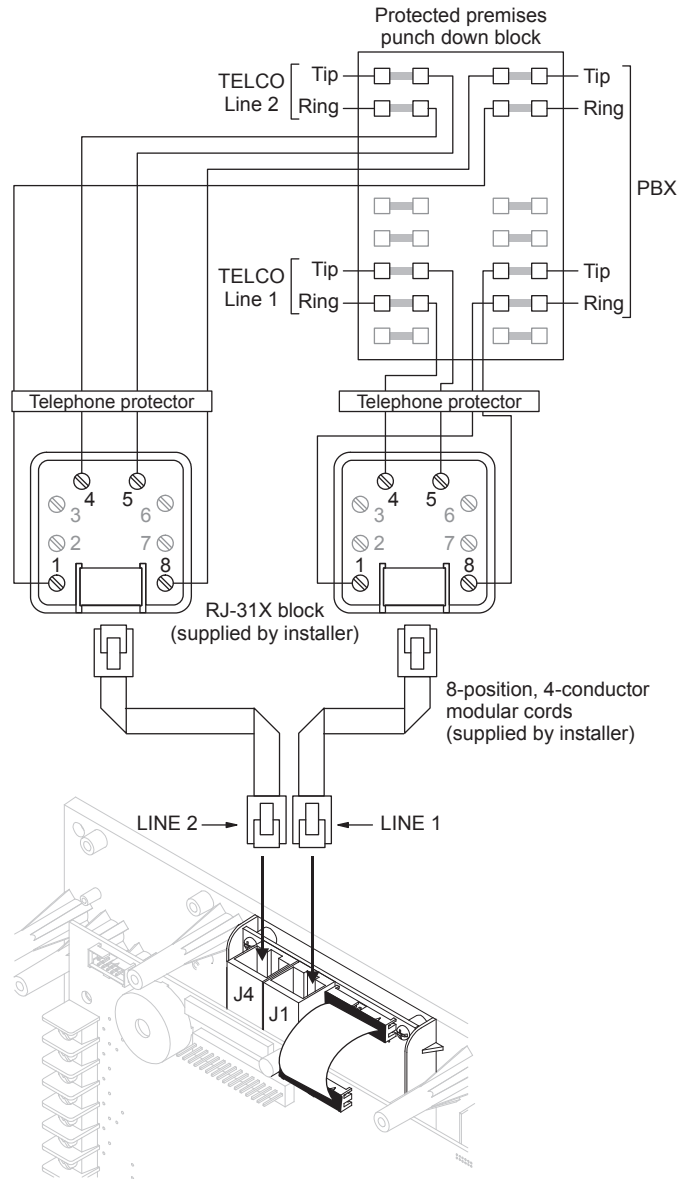 Protected premises
punch down block
TELCO
Line 2
Tip
Ring
Tip
Ring
PBX
TELCO
Line 1
Tip
Ring
Tip
Ring
Telephone protector
Telephone protector
4 5
3 6
2 7
1 8
4 5
3 6
2 7
1 8
RJ-31X block
(supplied by installer)
8-position, 4-conductor
modular cords
(supplied by installer)
LINE 2
LINE 1
J4
J1